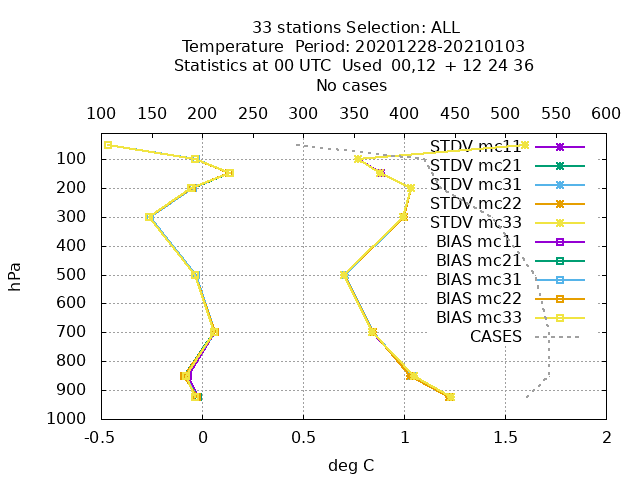 33 stations Selection: ALL
Temperature  Period: 20201228-20210103
Statistics at 00 UTC  Used  00,12  + 12 24 36
No cases
100 150 200 250 300 350 400 450 500 550 600
STDV mc11
100
STDV mc21
STDV mc31
200
STDV mc22
300
STDV mc33
BIAS mc11
400
BIAS mc21
hPa
500
BIAS mc31
BIAS mc22
600
BIAS mc33
700
CASES
800
900
1000
-0.5 0 0.5 1 1.5 2
deg C